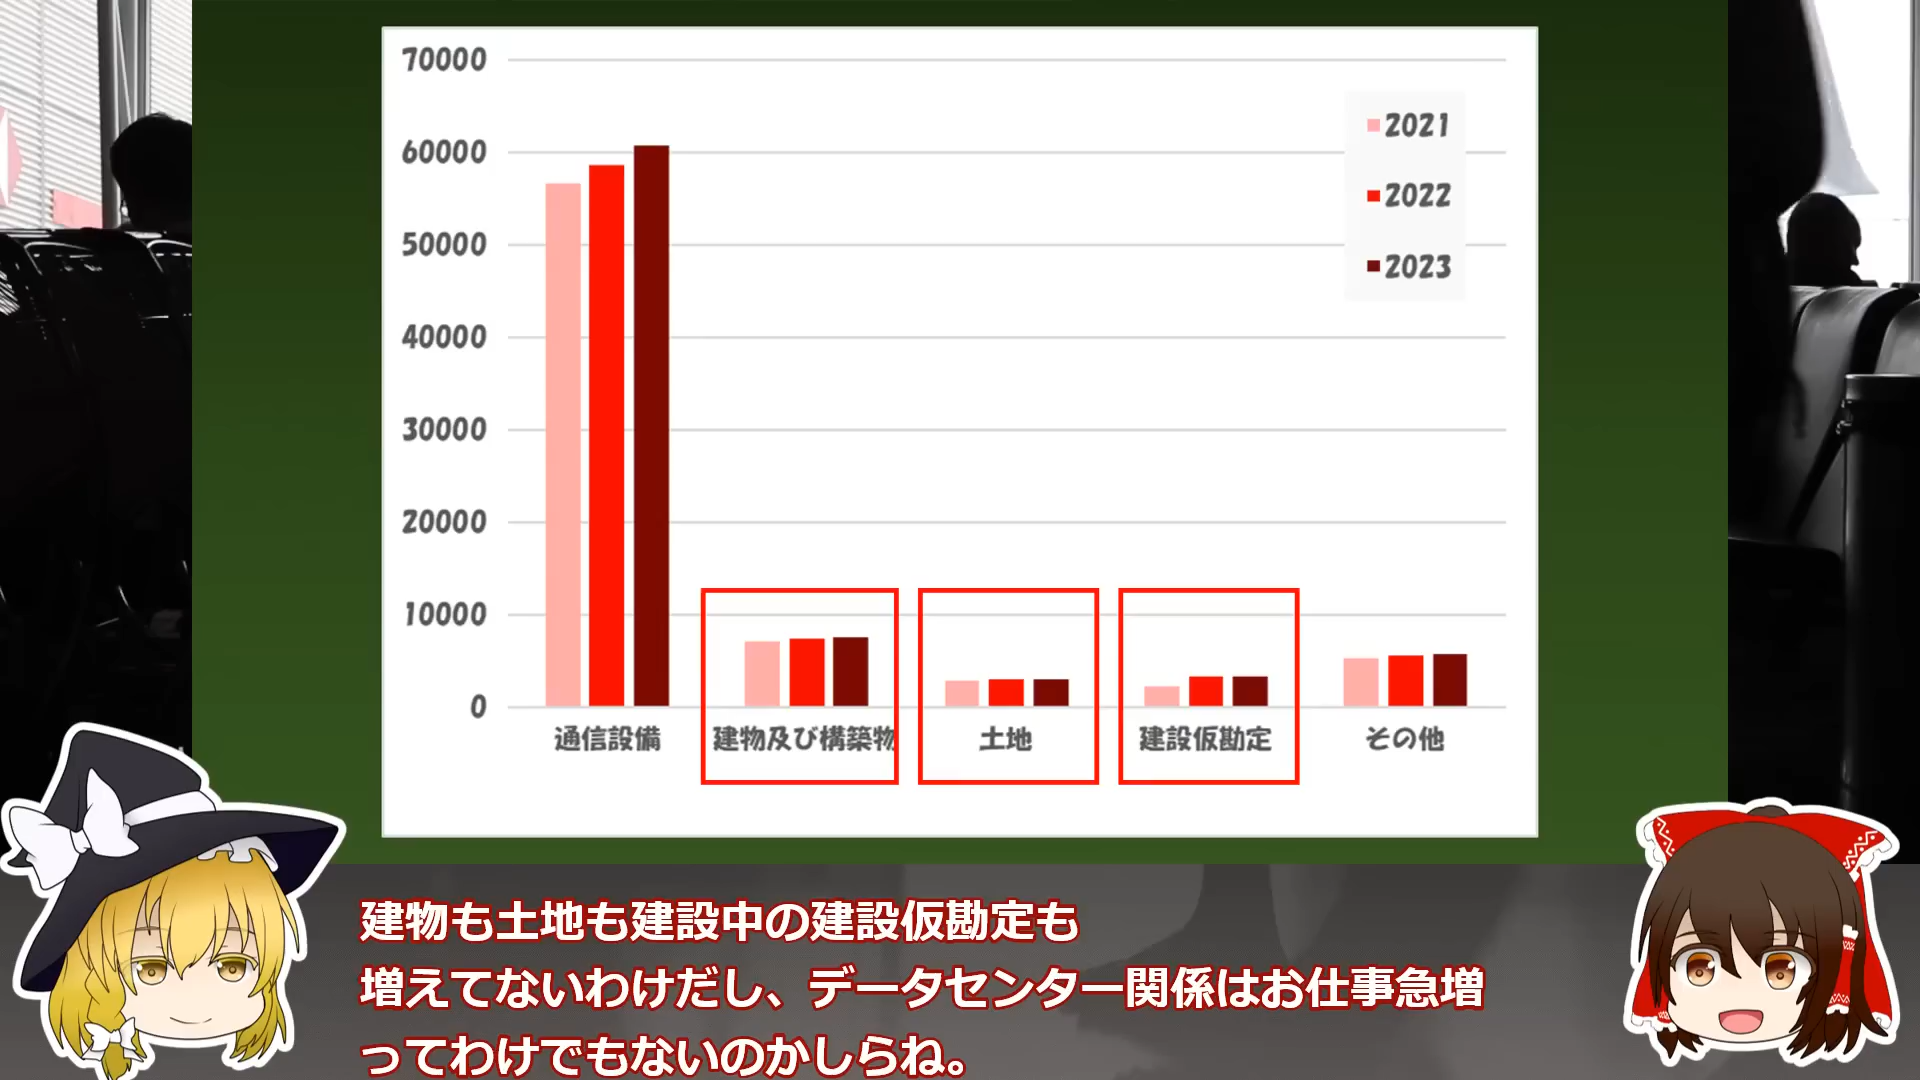 70000
60000
50000
40000
30000
20000
10000
0
2021
2022
2023
通信設備
建物及び構築物
土地
建設仮勘定
その他
建物も土地も建設中の建設仮勘定も
増えてないわけだし、データセンター関係はお仕事急増
ってわけでもないのかしらね。